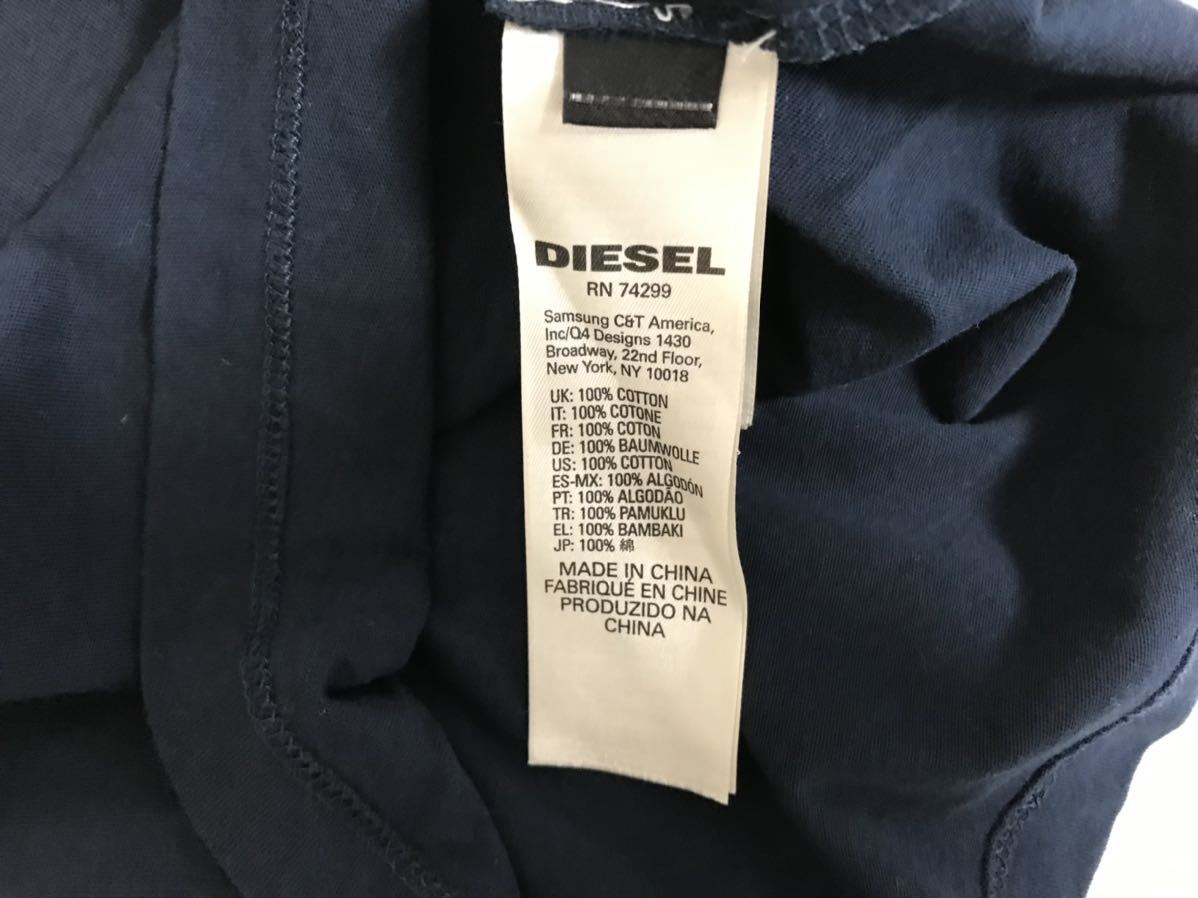 DIESEL
RN 74299
Samsung C&T America,
Inc/Q4 Designs 1430
Broadway, 22nd Floor,
New York, NY 10018
UK: 100% COTTON
IT: 100% COTONE
FR: 100% COTON
DE: 100% BAUMWOLLE
US: 100% COTTON
ES-MX: 100% ALGODÓN
PT: 100% ALGODÃO
TR: 100% PAMUKLU
EL: 100% BAMBAKI
JP: 100% 綿
MADE IN CHINA
FABRIQUÉ EN CHINE
PRODUZIDO NA
CHINA